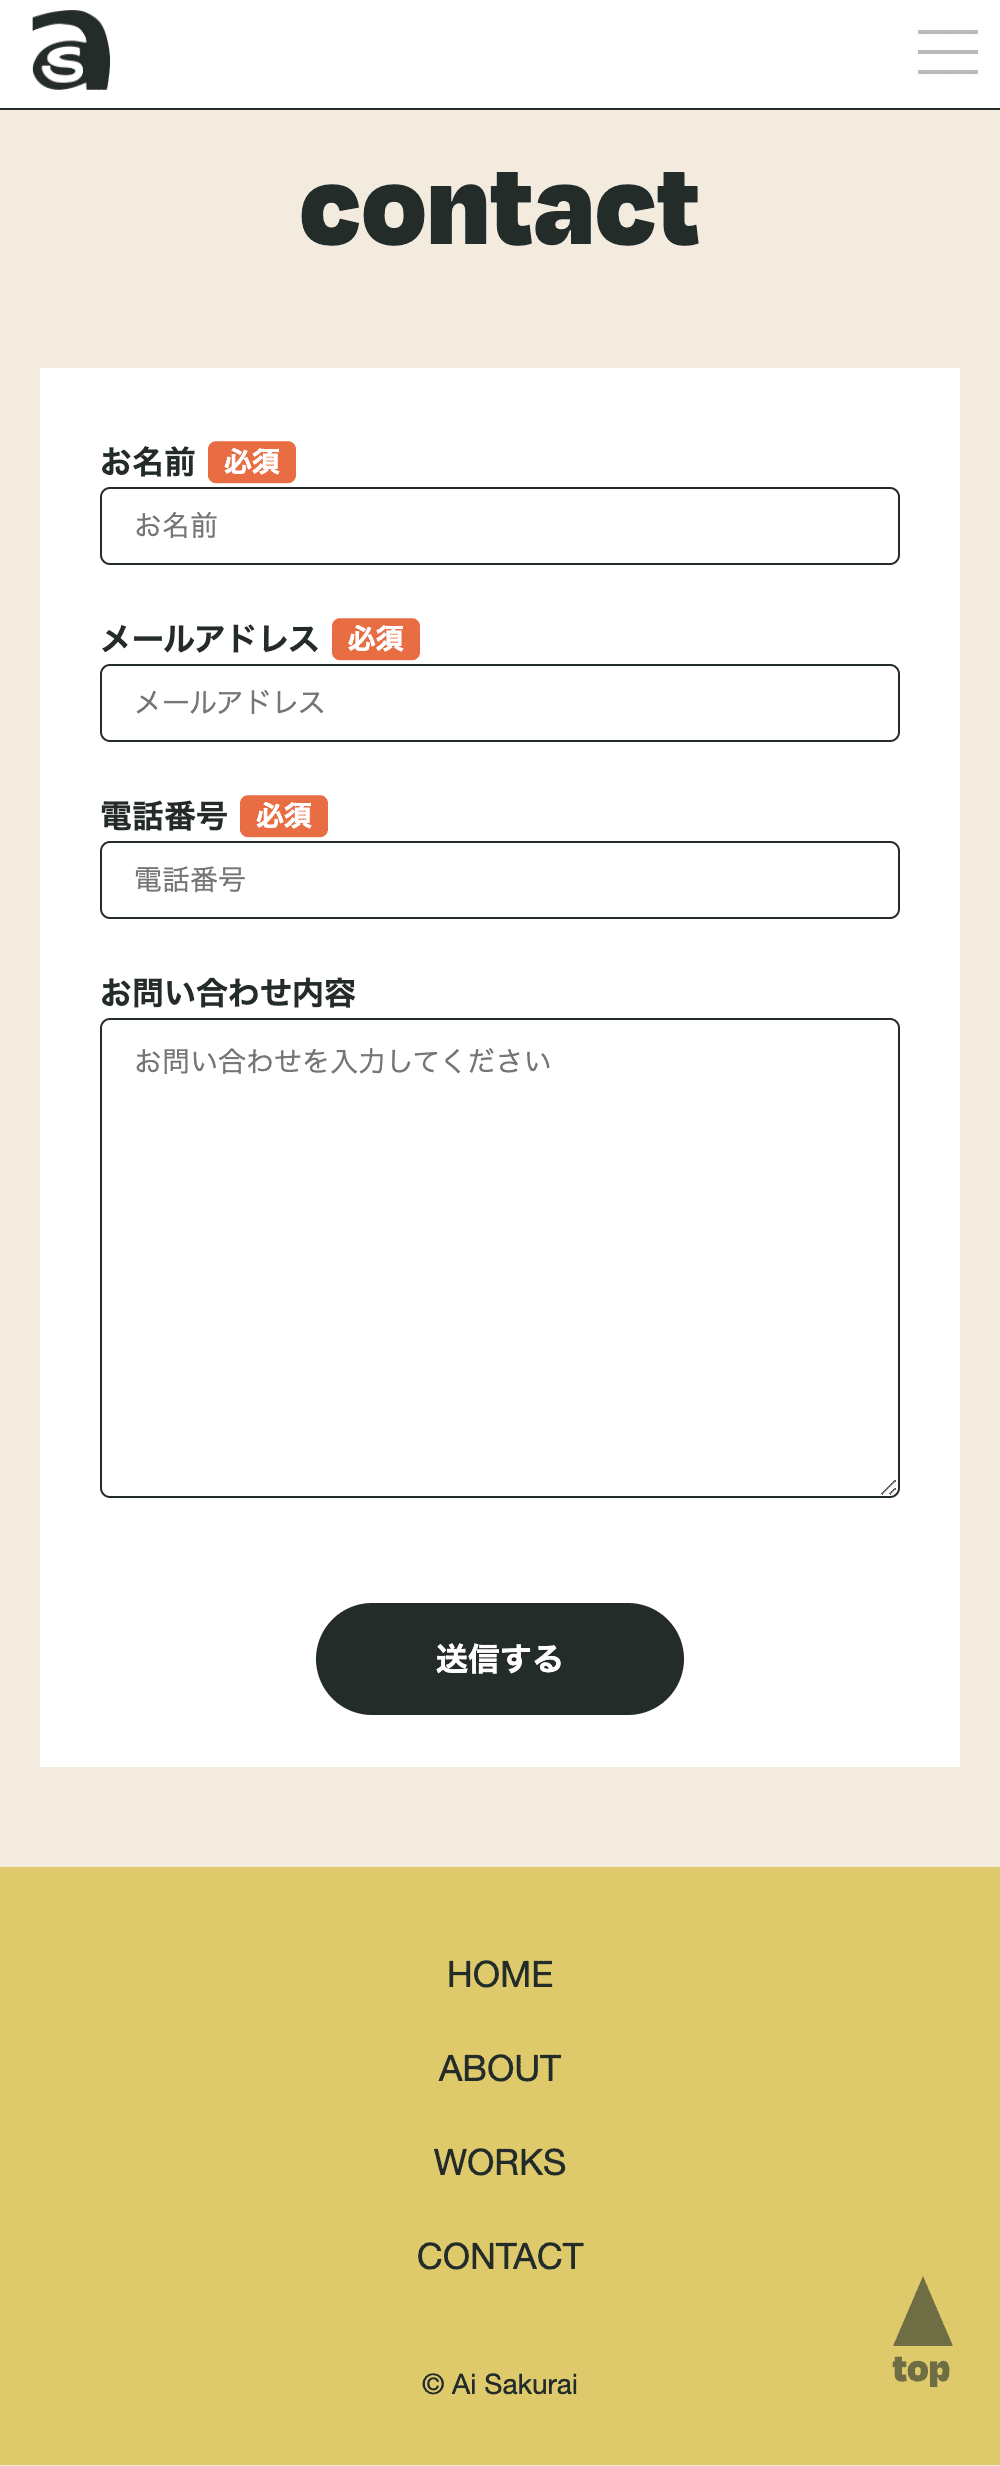 as
contact
お名前 必須
お名前
メールアドレス 必須
メールアドレス
電話番号 必須
電話番号
お問い合わせ内容
お問い合わせを入力してください
送信する
HOME
ABOUT
WORKS
CONTACT
top
© Ai Sakurai